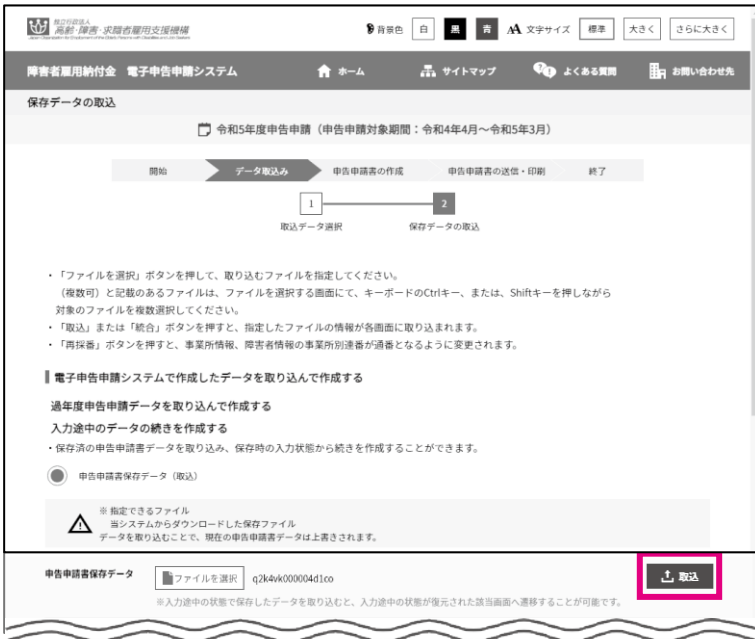 独立行政法人
高齢・障害・求職者雇用支援機構
Japan Organization for Employment of the Elderly, Persons with Disabilities and Job Seekers
背景色 白 黒 青 AA 文字サイズ 標準 大きく さらに大きく
障害者雇用納付金 電子申告申請システム ホーム サイトマップ よくある質問 お問い合わせ先
保存データの取込
令和5年度申告申請（申告申請対象期間：令和4年4月～令和5年3月）
開始 データ取込み 申告申請書の作成 申告申請書の送信・印刷 終了
1 2
取込データ選択 保存データの取込
・「ファイルを選択」ボタンを押して、取り込むファイルを指定してください。
（複数可）と記載のあるファイルは、ファイルを選択する画面にて、キーボードのCtrlキー、または、Shiftキーを押しながら
対象のファイルを複数選択してください。
・「取込」または「統合」ボタンを押すと、指定したファイルの情報が各画面に取り込まれます。
・「再採番」ボタンを押すと、事業所情報、障害者情報の事業所別連番が通番となるように変更されます。
電子申告申請システムで作成したデータを取り込んで作成する
過年度申告申請データを取り込んで作成する
入力途中のデータの続きを作成する
・保存済の申告申請書データを取り込み、保存時の入力状態から続きを作成することができます。
申告申請書保存データ（取込）
※ 指定できるファイル
当システムからダウンロードした保存ファイル
データを取り込むことで、現在の申告申請書データは上書きされます。
申告申請書保存データ ファイルを選択 q2k4vk000004d1co 取込
※入力途中の状態で保存したデータを取り込むと、入力途中の状態が復元された該当画面へ遷移することが可能です。